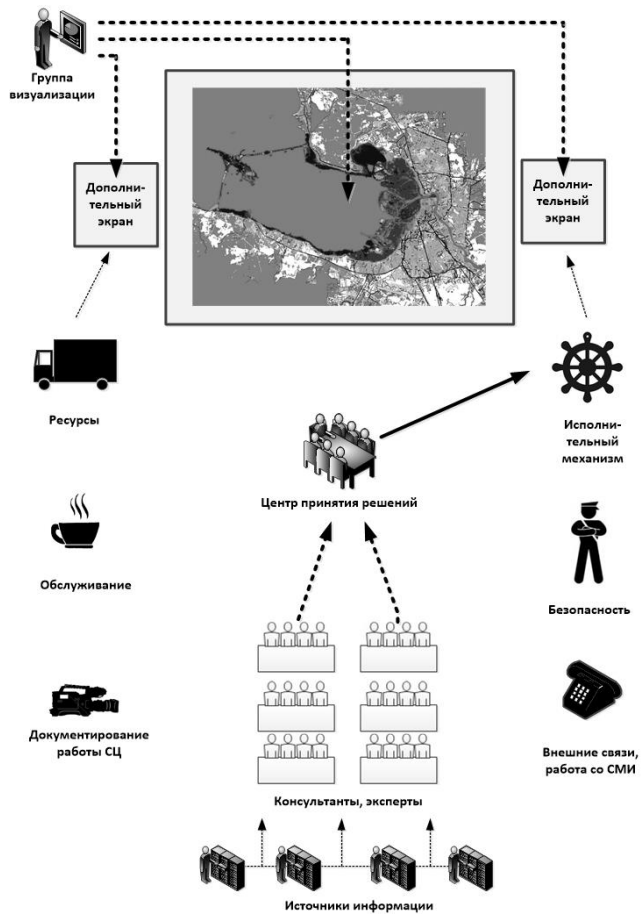 Группа
визуализации
Дополни-
тельный
экран
Дополни-
тельный
экран
Ресурсы
Исполни-
тельный
механизм
Центр принятия решений
Обслуживание
Безопасность
Документирование
работы СЦ
Внешние связи,
работа со СМИ
Консультанты, эксперты
Источники информации